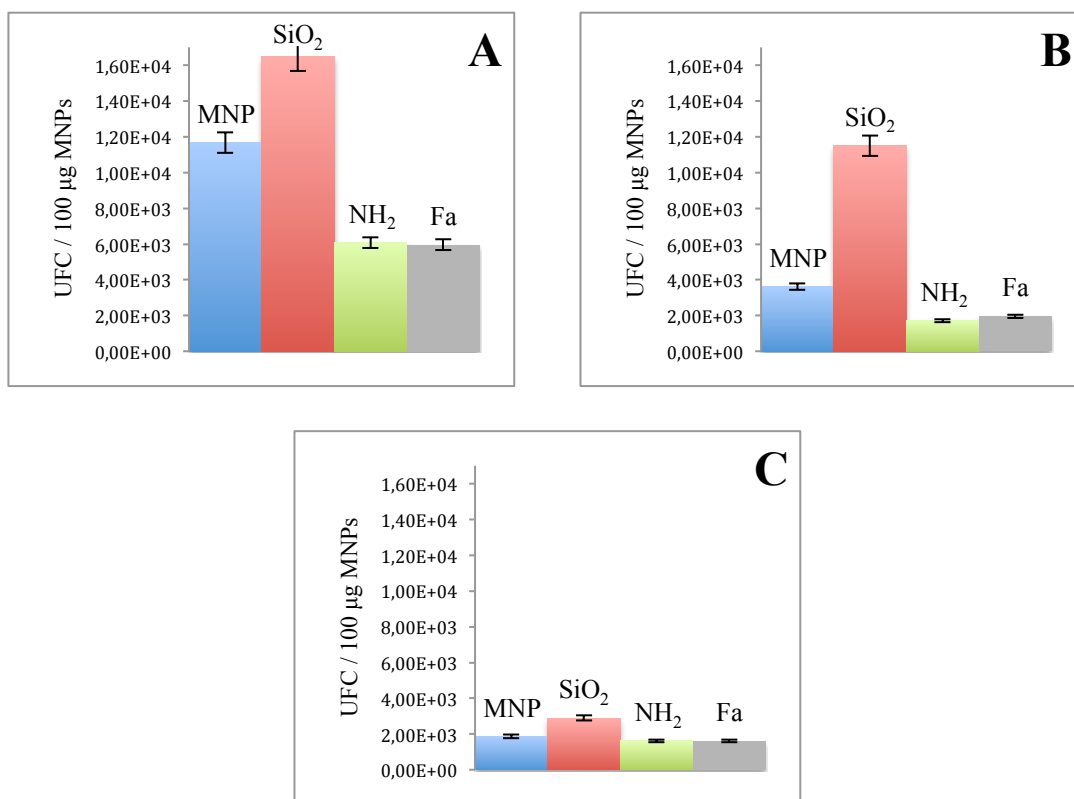 A
SiO₂
MNP
NH₂
Fa
UFC / 100 µg MNPs
1,60E+04
1,40E+04
1,20E+04
1,00E+04
8,00E+03
6,00E+03
4,00E+03
2,00E+03
0,00E+00
B
SiO₂
MNP
NH₂
Fa
UFC / 100 µg MNPs
1,60E+04
1,40E+04
1,20E+04
1,00E+04
8,00E+03
6,00E+03
4,00E+03
2,00E+03
0,00E+00
C
SiO₂
MNP
NH₂
Fa
UFC / 100 µg MNPs
1,60E+04
1,40E+04
1,20E+04
1,00E+04
8,00E+03
6,00E+03
4,00E+03
2,00E+03
0,00E+00